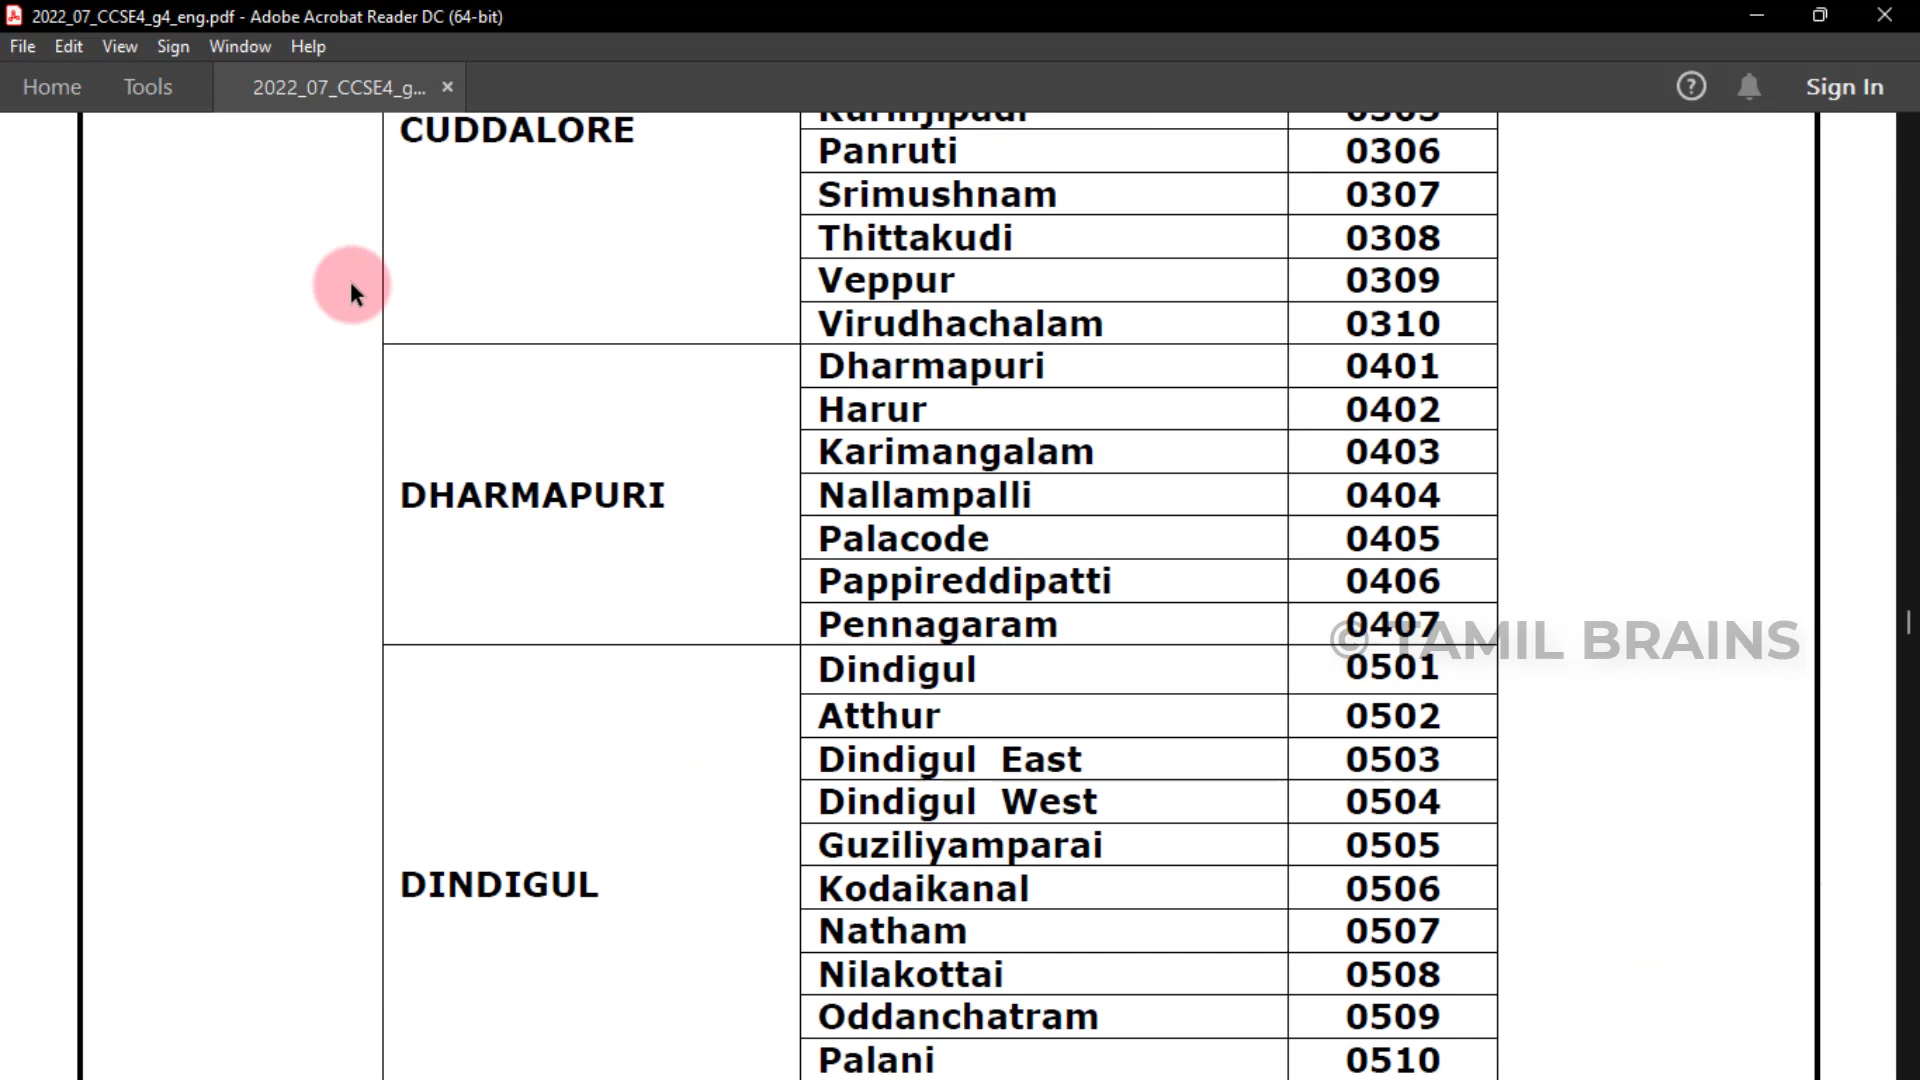 2022_07_CCSE4_g4_eng.pdf - Adobe Acrobat Reader DC (64-bit)
File Edit View Sign Window Help
Home Tools 2022_07_CCSE4_g... × ? Sign In
CUDDALORE
Kurinjipadi 0305
Panruti 0306
Srimushnam 0307
Thittakudi 0308
Veppur 0309
Virudhachalam 0310
DHARMAPURI
Dharmapuri 0401
Harur 0402
Karimangalam 0403
Nallampalli 0404
Palacode 0405
Pappireddipatti 0406
Pennagaram 0407
© TAMIL BRAINS
DINDIGUL
Dindigul 0501
Atthur 0502
Dindigul East 0503
Dindigul West 0504
Guziliyamparai 0505
Kodaikanal 0506
Natham 0507
Nilakottai 0508
Oddanchatram 0509
Palani 0510